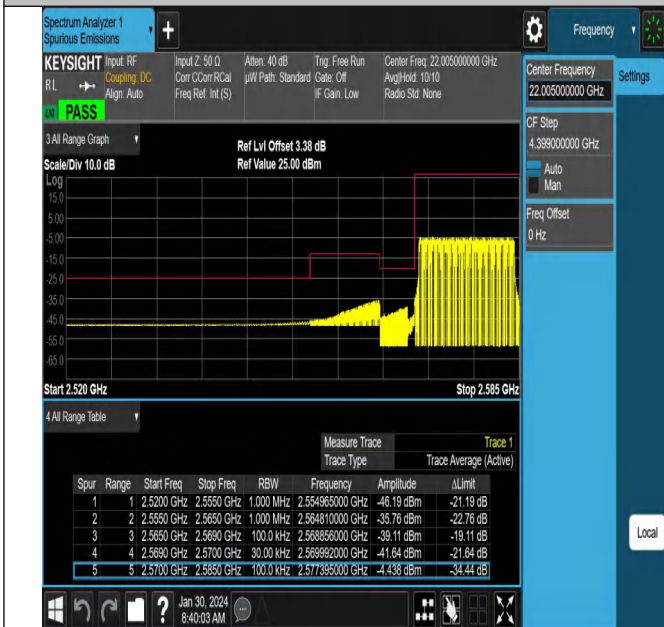 Spectrum Analyzer 1
Spurious Emissions
Frequency
KEYSIGHT Input: RF Input Z: 50 Ω Atten: 40 dB Trig: Free Run Center Freq: 22.005000000 GHz
RL Coupling: DC Corr CCorr RCal µW Path: Standard Gate: Off Avg|Hold: 10/10
Align: Auto Freq Ref: Int (S) IF Gain: Low Radio Std: None
PASS
Center Frequency
22.005000000 GHz
Settings
CF Step
4.399000000 GHz
Auto
Man
Freq Offset
0 Hz
3 All Range Graph
Ref Lvl Offset 3.38 dB
Scale/Div 10.0 dB Ref Value 25.00 dBm
Log
15.0
5.00
-5.00
-15.0
-25.0
-35.0
-45.0
-55.0
-65.0
Start 2.520 GHz Stop 2.585 GHz
4 All Range Table
Measure Trace Trace 1
Trace Type Trace Average (Active)
Spur Range Start Freq Stop Freq RBW Frequency Amplitude ΔLimit
1 1 2.5200 GHz 2.5550 GHz 1.000 MHz 2.554965000 GHz -46.19 dBm -21.19 dB
2 2 2.5550 GHz 2.5650 GHz 1.000 MHz 2.564810000 GHz -35.76 dBm -22.76 dB
3 3 2.5650 GHz 2.5690 GHz 100.0 kHz 2.568856000 GHz -39.11 dBm -19.11 dB
4 4 2.5690 GHz 2.5700 GHz 30.00 kHz 2.569992000 GHz -41.64 dBm -21.64 dB
5 5 2.5700 GHz 2.5850 GHz 100.0 kHz 2.577395000 GHz -4.438 dBm -34.44 dB
Local
Jan 30, 2024
8:40:03 AM